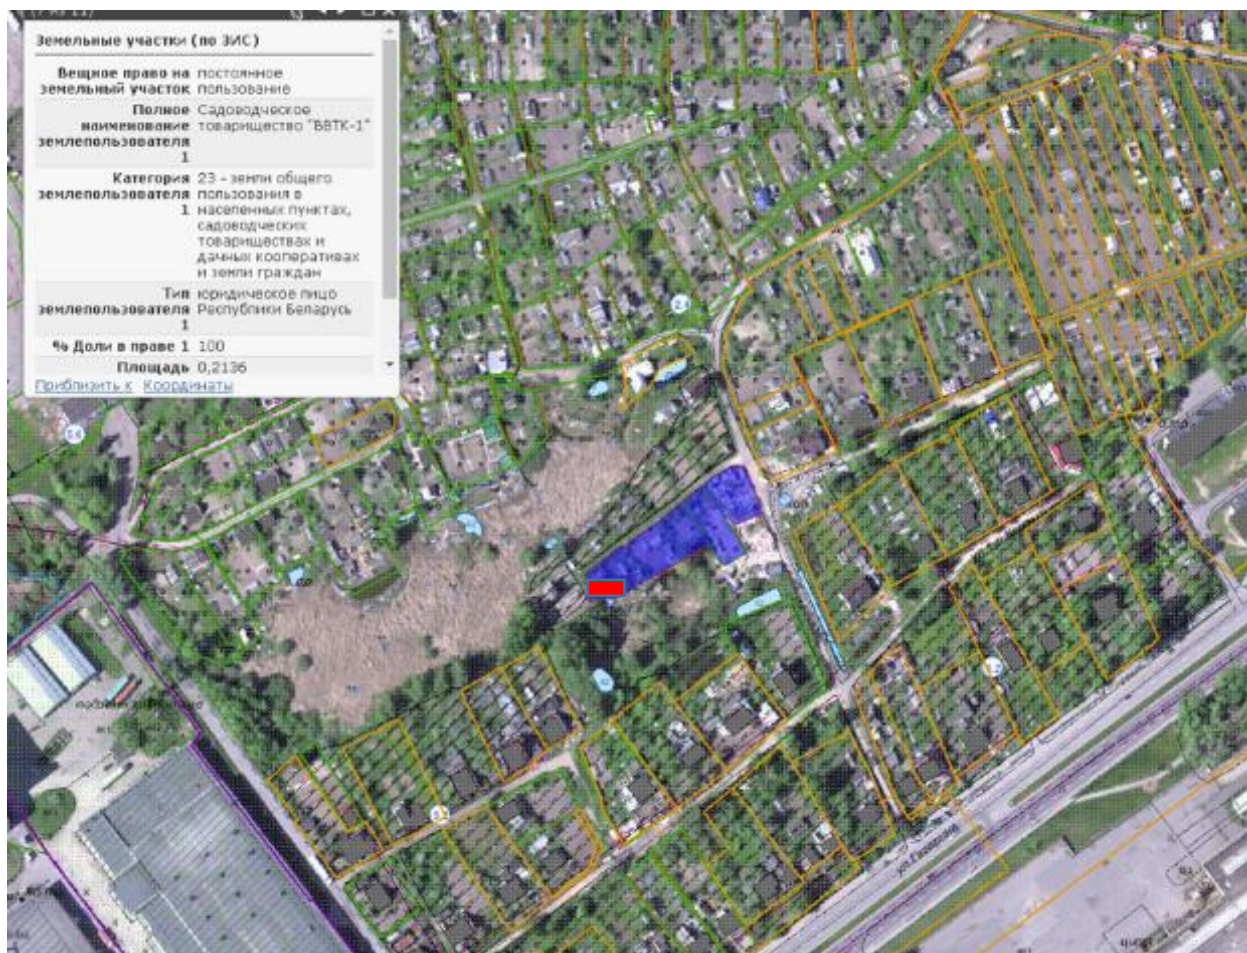 Земельные участки (по ЗИС)
Вещное право на постоянное
земельный участок пользование
Полное Садоводческое
наименование товарищество "ВВТК-1"
землепользователя
1
Категория 23 - земли общего
землепользователя пользования в
1 населенных пунктах,
садоводческих
товариществах и
дачных кооперативах
и земли граждан
Тип юридическое лицо
землепользователя Республики Беларусь
1
% Доли в праве 1 100
Площадь 0,2136
Приблизить к Координаты